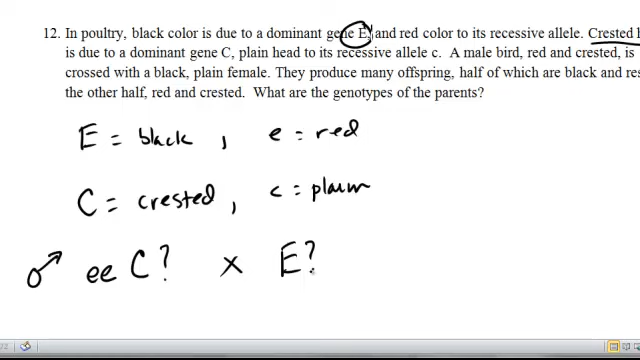 12. In poultry, black color is due to a dominant gene E, and red color to its recessive allele. Crested
is due to a dominant gene C, plain head to its recessive allele c. A male bird, red and crested, is
crossed with a black, plain female. They produce many offspring, half of which are black and
the other half, red and crested. What are the genotypes of the parents?
E = black , e = red
C = crested , c = plain
♂ ee C? x E?